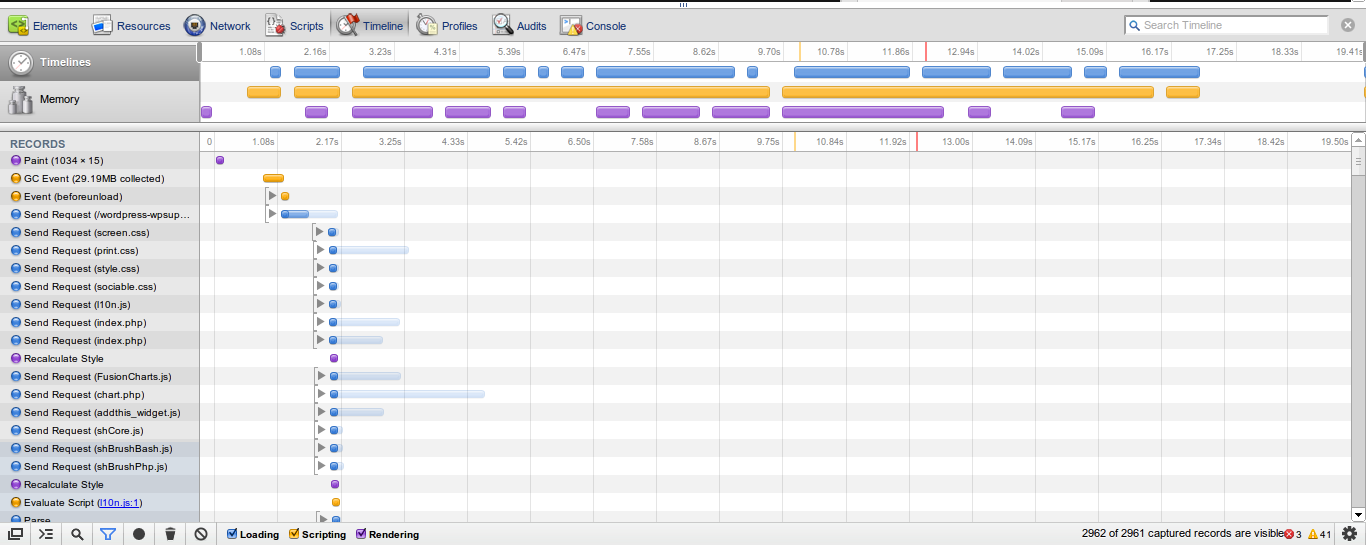 Elements Resources Network Scripts Timeline Profiles Audits Console Search Timeline
1.08s 2.16s 3.23s 4.31s 5.39s 6.47s 7.55s 8.62s 9.70s 10.78s 11.86s 12.94s 14.02s 15.09s 16.17s 17.25s 18.33s 19.41s
Timelines
Memory
RECORDS 0 1.08s 2.17s 3.25s 4.33s 5.42s 6.50s 7.58s 8.67s 9.75s 10.84s 11.92s 13.00s 14.09s 15.17s 16.25s 17.34s 18.42s 19.50s
Paint (1034 × 15)
GC Event (29.19MB collected)
Event (beforeunload)
Send Request (/wordpress-wpsup...
Send Request (screen.css)
Send Request (print.css)
Send Request (style.css)
Send Request (sociable.css)
Send Request (l10n.js)
Send Request (index.php)
Send Request (index.php)
Recalculate Style
Send Request (FusionCharts.js)
Send Request (chart.php)
Send Request (addthis_widget.js)
Send Request (shCore.js)
Send Request (shBrushBash.js)
Send Request (shBrushPhp.js)
Recalculate Style
Evaluate Script (l10n.js:1)
Parse
Loading Scripting Rendering 2962 of 2961 captured records are visible 3 41